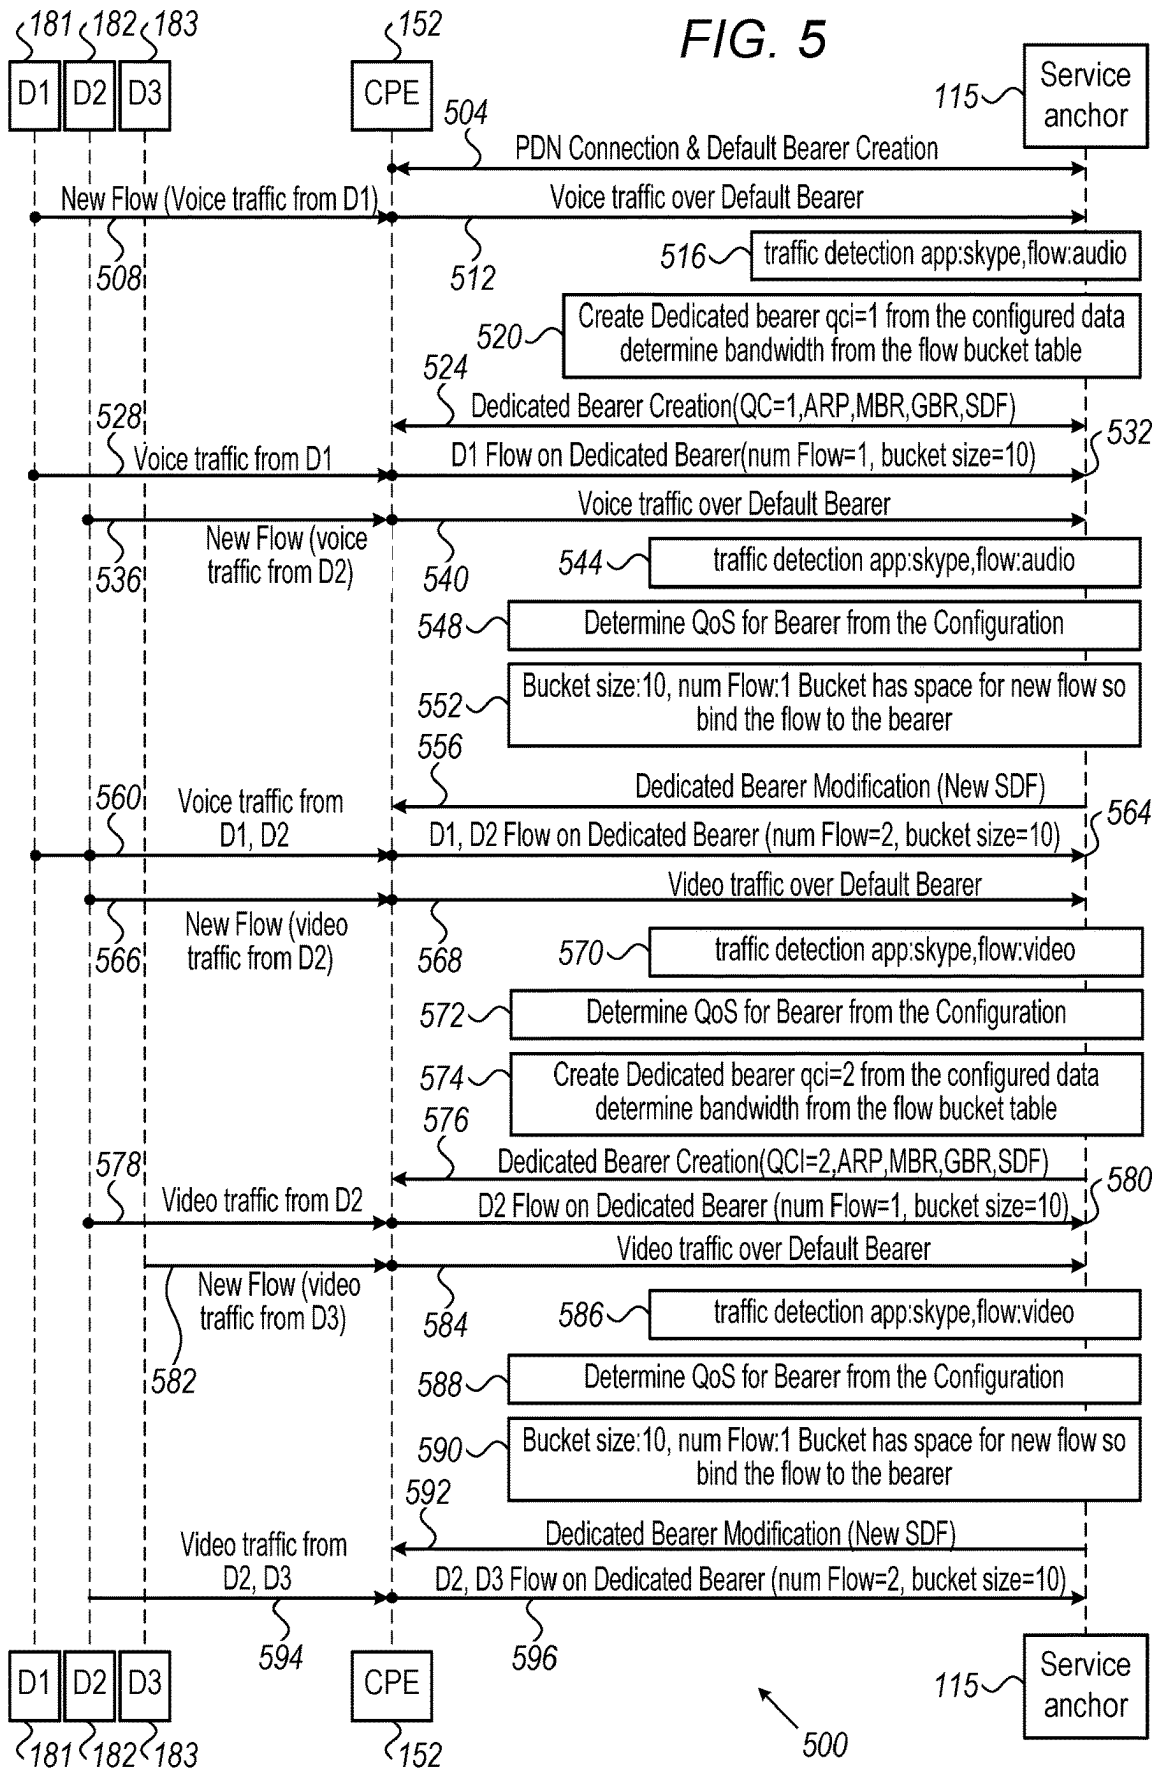 FIG. 5
181 182 183 152
D1 D2 D3 CPE
115 Service
anchor
504
PDN Connection & Default Bearer Creation
New Flow (Voice traffic from D1) Voice traffic over Default Bearer
508 512
516 traffic detection app:skype,flow:audio
520 Create Dedicated bearer qci=1 from the configured data
determine bandwidth from the flow bucket table
524
Dedicated Bearer Creation(QC=1,ARP,MBR,GBR,SDF)
528 532
Voice traffic from D1 D1 Flow on Dedicated Bearer(num Flow=1, bucket size=10)
Voice traffic over Default Bearer
536 New Flow (voice
traffic from D2) 540
544 traffic detection app:skype,flow:audio
548 Determine QoS for Bearer from the Configuration
552 Bucket size:10, num Flow:1 Bucket has space for new flow so
bind the flow to the bearer
556
Dedicated Bearer Modification (New SDF)
560 Voice traffic from 564
D1, D2 D1, D2 Flow on Dedicated Bearer (num Flow=2, bucket size=10)
Video traffic over Default Bearer
566 New Flow (video
traffic from D2) 568
570 traffic detection app:skype,flow:video
572 Determine QoS for Bearer from the Configuration
574 Create Dedicated bearer qci=2 from the configured data
determine bandwidth from the flow bucket table
576
Dedicated Bearer Creation(QCI=2,ARP,MBR,GBR,SDF)
578 580
Video traffic from D2 D2 Flow on Dedicated Bearer (num Flow=1, bucket size=10)
Video traffic over Default Bearer
New Flow (video
traffic from D3) 584
582
586 traffic detection app:skype,flow:video
588 Determine QoS for Bearer from the Configuration
590 Bucket size:10, num Flow:1 Bucket has space for new flow so
bind the flow to the bearer
592
Dedicated Bearer Modification (New SDF)
Video traffic from
D2, D3 D2, D3 Flow on Dedicated Bearer (num Flow=2, bucket size=10)
594 596
D1 D2 D3 CPE
115 Service
anchor
181 182 183 152
500